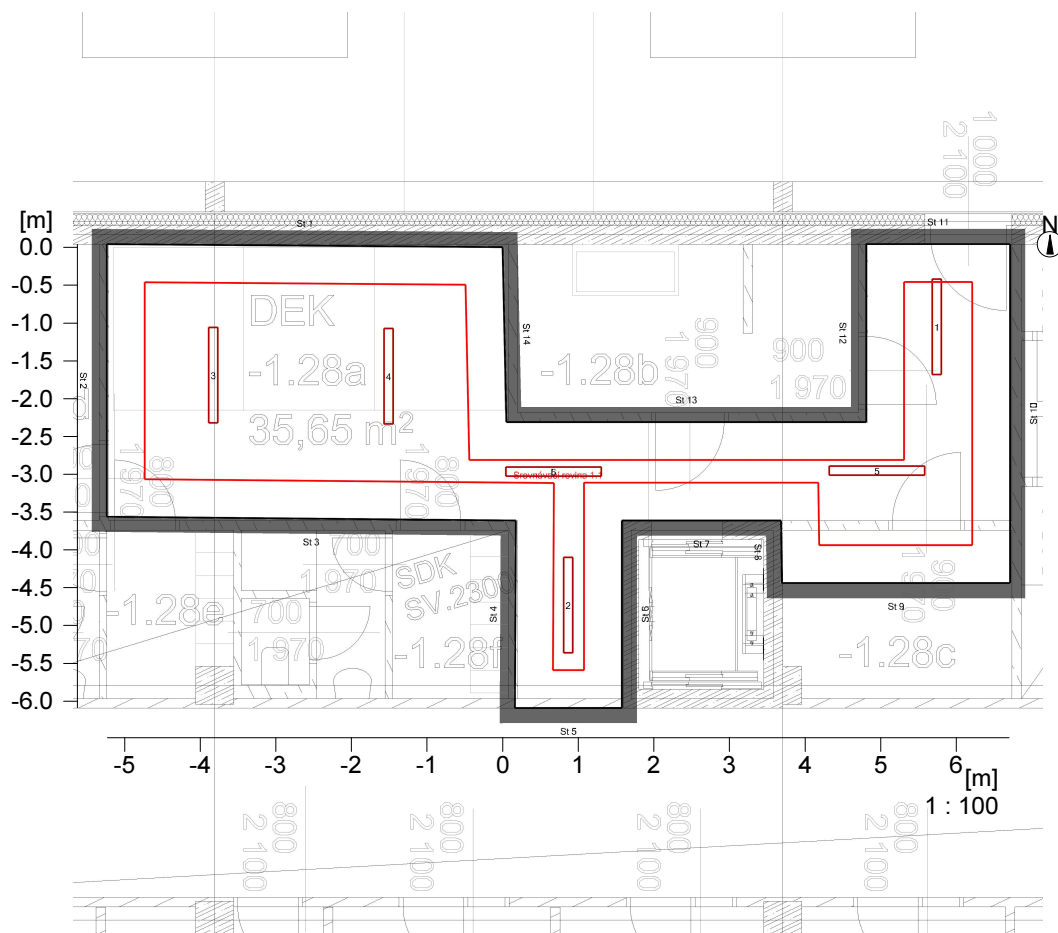 1 000
2 100
[m]
St 1
St 11
N
0.0
-0.5
-1.0
-1.5
-2.0
-2.5
-3.0
-3.5
-4.0
-4.5
-5.0
-5.5
-6.0
DEK
-1.28a
35,65 m²
St 2
St 14
St 12
-1.28b
900
1 970
900
1 970
St 13
1
3
4
5
5
Srovnávací rovina 1.1
800
1 970
800
1 970
St 3
700
1 970
SDK
SV.2300
St 4
2
St 6
St 7
St 8
St 9
900
1 970
-1.28e
700
1 970
-1.28f
-1.28c
St 5
-5
-4
-3
-2
-1
0
1
2
3
4
5
6
[m]
1 : 100
800
2 100
800
2 100
800
2 100
800
2 100